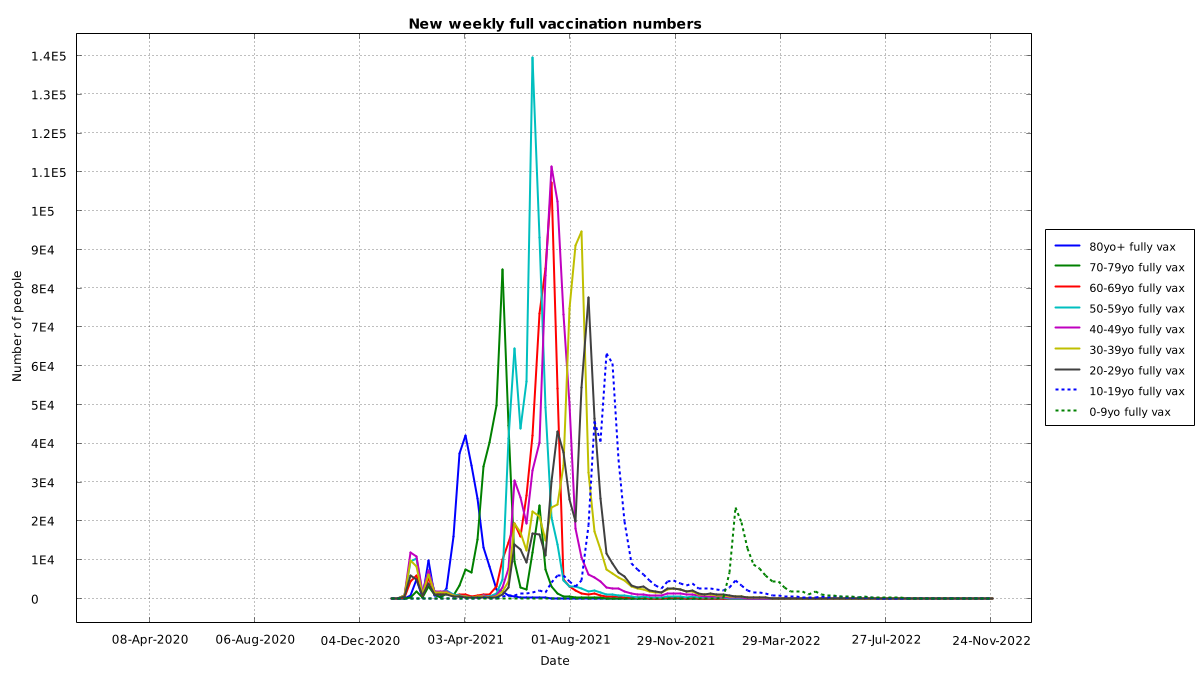 New weekly full vaccination numbers
1.4E5
1.3E5
1.2E5
1.1E5
1E5
9E4
8E4
7E4
6E4
5E4
4E4
3E4
2E4
1E4
0
Number of people
08-Apr-2020
06-Aug-2020
04-Dec-2020
03-Apr-2021
01-Aug-2021
29-Nov-2021
29-Mar-2022
27-Jul-2022
24-Nov-2022
Date
80yo+ fully vax
70-79yo fully vax
60-69yo fully vax
50-59yo fully vax
40-49yo fully vax
30-39yo fully vax
20-29yo fully vax
10-19yo fully vax
0-9yo fully vax